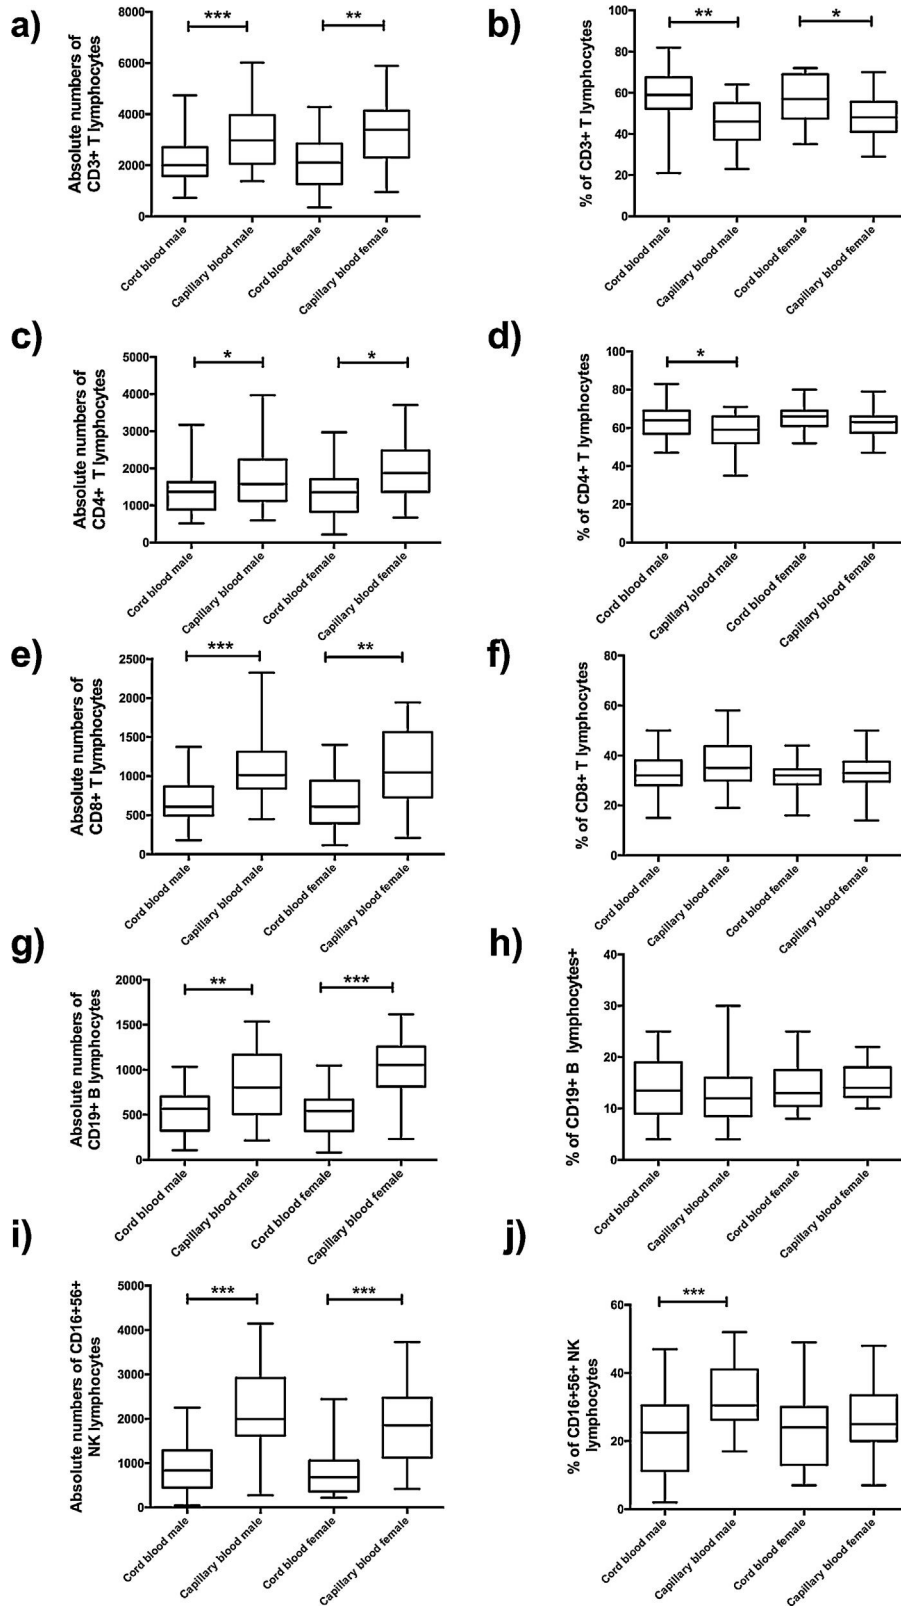 a)
Absolute numbers of
CD3+ T lymphocytes
8000
6000
4000
2000
0
***
**
Cord blood male
Capillary blood male
Cord blood female
Capillary blood female
b)
% of CD3+ T lymphocytes
100
80
60
40
20
0
**
*
Cord blood male
Capillary blood male
Cord blood female
Capillary blood female
c)
Absolute numbers of
CD4+ T lymphocytes
5000
4000
3000
2000
1000
0
*
*
Cord blood male
Capillary blood male
Cord blood female
Capillary blood female
d)
% of CD4+ T lymphocytes
100
80
60
40
20
0
*
Cord blood male
Capillary blood male
Cord blood female
Capillary blood female
e)
Absolute numbers of
CD8+ T lymphocytes
2500
2000
1500
1000
500
0
***
**
Cord blood male
Capillary blood male
Cord blood female
Capillary blood female
f)
% of CD8+ T lymphocytes
80
60
40
20
0
Cord blood male
Capillary blood male
Cord blood female
Capillary blood female
g)
Absolute numbers of
CD19+ B lymphocytes
2000
1500
1000
500
0
**
***
Cord blood male
Capillary blood male
Cord blood female
Capillary blood female
h)
% of CD19+ B lymphocytes+
40
30
20
10
0
Cord blood male
Capillary blood male
Cord blood female
Capillary blood female
i)
Absolute numbers of CD16+56+
NK lymphocytes
5000
4000
3000
2000
1000
0
***
***
Cord blood male
Capillary blood male
Cord blood female
Capillary blood female
j)
% of CD16+56+ NK
lymphocytes
60
40
20
0
***
Cord blood male
Capillary blood male
Cord blood female
Capillary blood female